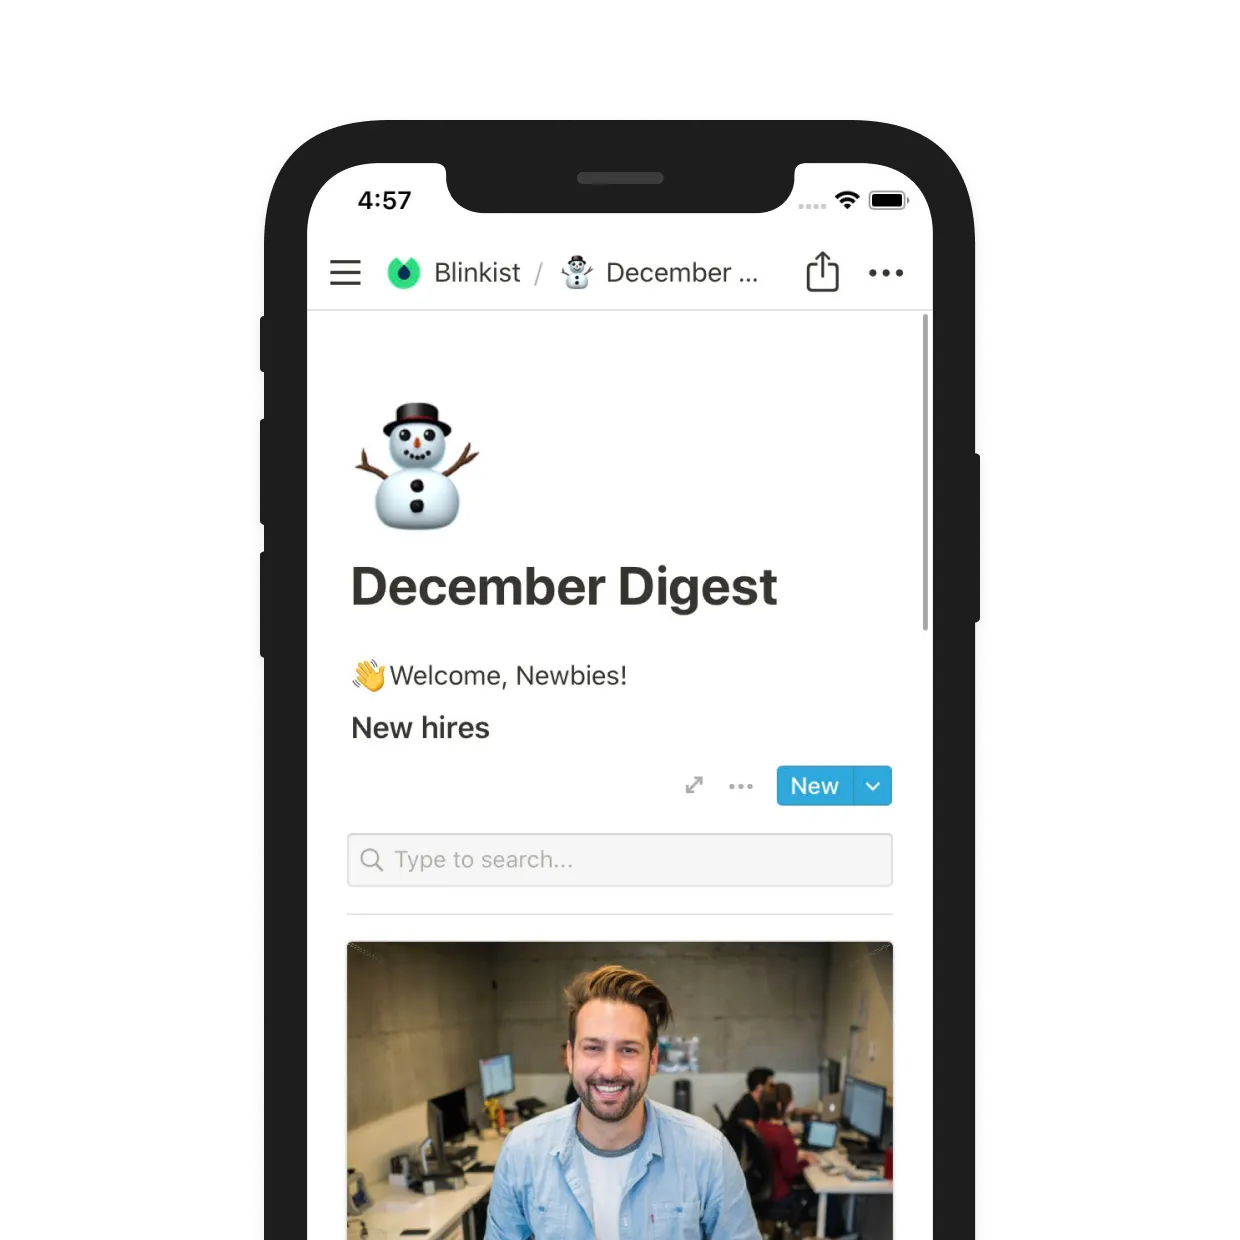 4:57
Blinkist / December ...
December Digest
👋Welcome, Newbies!
New hires
New
Type to search...